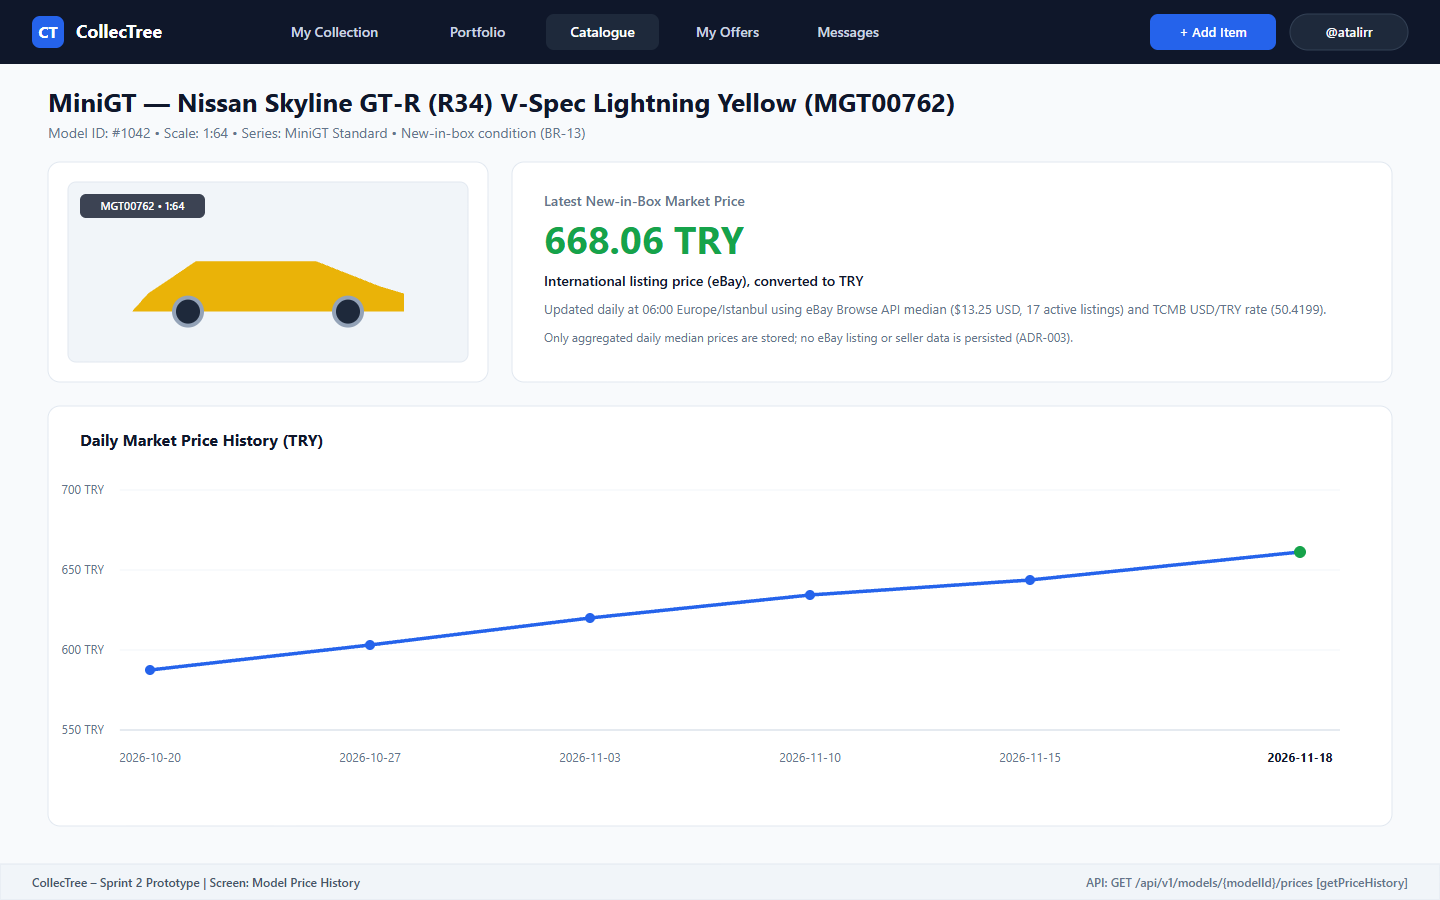 CT CollecTree My Collection Portfolio Catalogue My Offers Messages + Add Item @atalirr
MiniGT — Nissan Skyline GT-R (R34) V-Spec Lightning Yellow (MGT00762)
Model ID: #1042 • Scale: 1:64 • Series: MiniGT Standard • New-in-box condition (BR-13)
MGT00762 • 1:64
Latest New-in-Box Market Price
668.06 TRY
International listing price (eBay), converted to TRY
Updated daily at 06:00 Europe/Istanbul using eBay Browse API median ($13.25 USD, 17 active listings) and TCMB USD/TRY rate (50.4199).
Only aggregated daily median prices are stored; no eBay listing or seller data is persisted (ADR-003).
Daily Market Price History (TRY)
700 TRY
650 TRY
600 TRY
550 TRY
2026-10-20 2026-10-27 2026-11-03 2026-11-10 2026-11-15 2026-11-18
CollecTree – Sprint 2 Prototype | Screen: Model Price History API: GET /api/v1/models/{modelId}/prices [getPriceHistory]